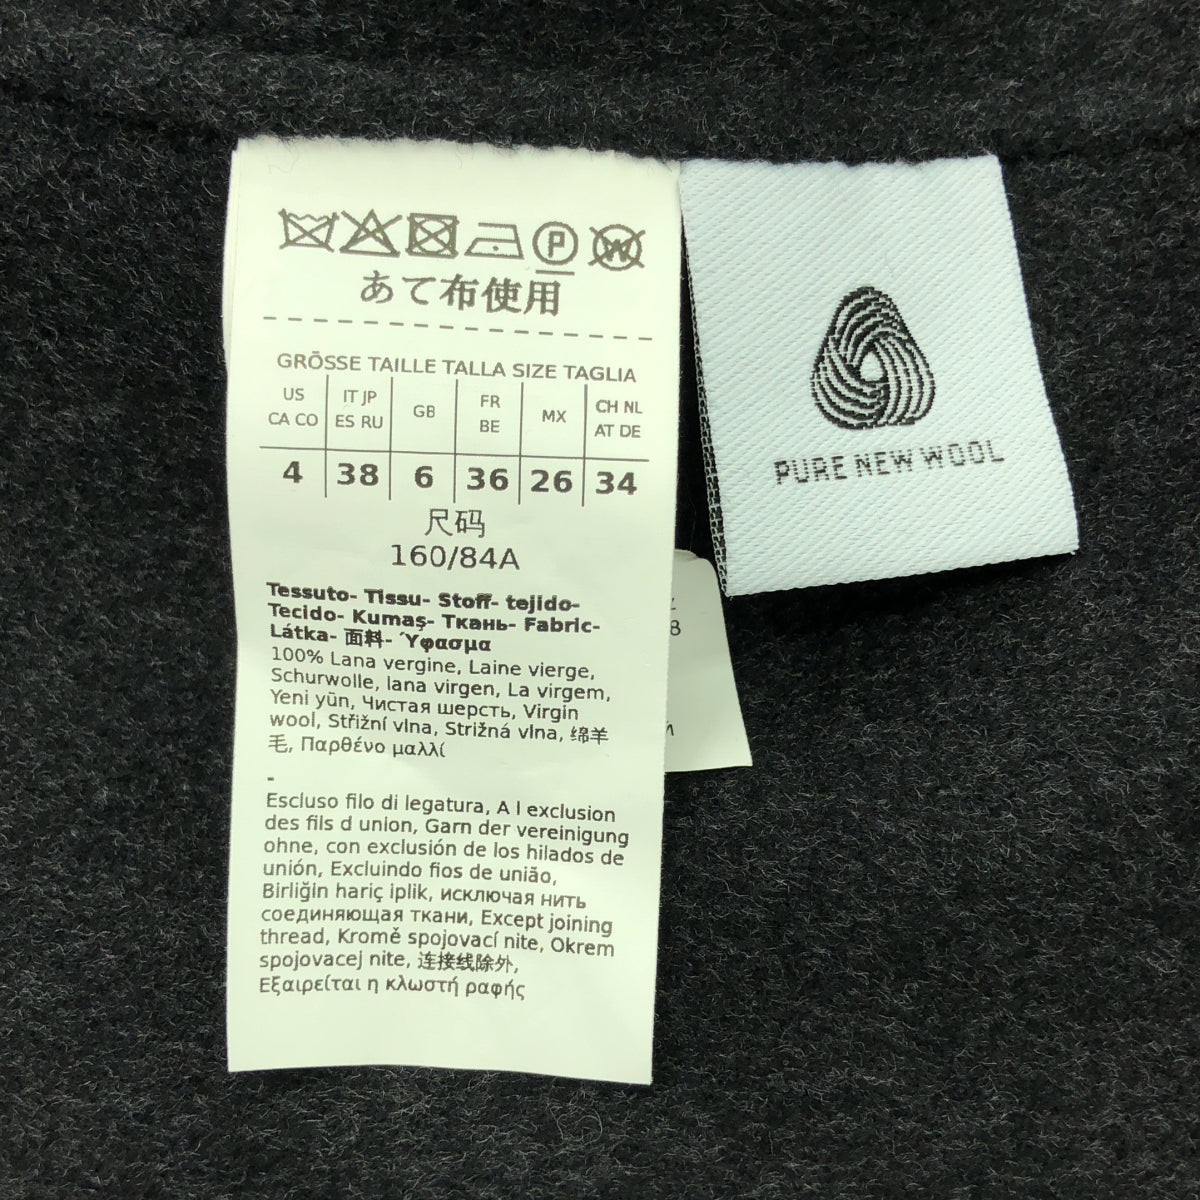 あて布使用
GRÖSSE TAILLE TALLA SIZE TAGLIA
US CA CO
IT JP ES RU
GB
FR BE
MX
CH NL AT DE
4 38 6 36 26 34
尺码
160/84A
Tessuto- Tissu- Stoff- tejido-
Tecido- Kumaş- Ткань- Fabric-
Látka- 面料- Ύφασμα
100% Lana vergine, Laine vierge,
Schurwolle, lana virgen, La virgem,
Yeni yün, Чистая шерсть, Virgin
wool, Střižní vlna, Strižná vlna, 绵羊
毛, Παρθένο μαλλί
-
Escluso filo di legatura, A l exclusion
des fils d union, Garn der vereinigung
ohne, con exclusión de los hilados de
unión, Excluindo fios de união,
Birliğin hariç iplik, исключая нить
соединяющая ткани, Except joining
thread, Kromě spojovací nite, Okrem
spojovacej nite, 连接线除外,
Εξαιρείται η κλωστή ραφής
PURE NEW WOOL
8